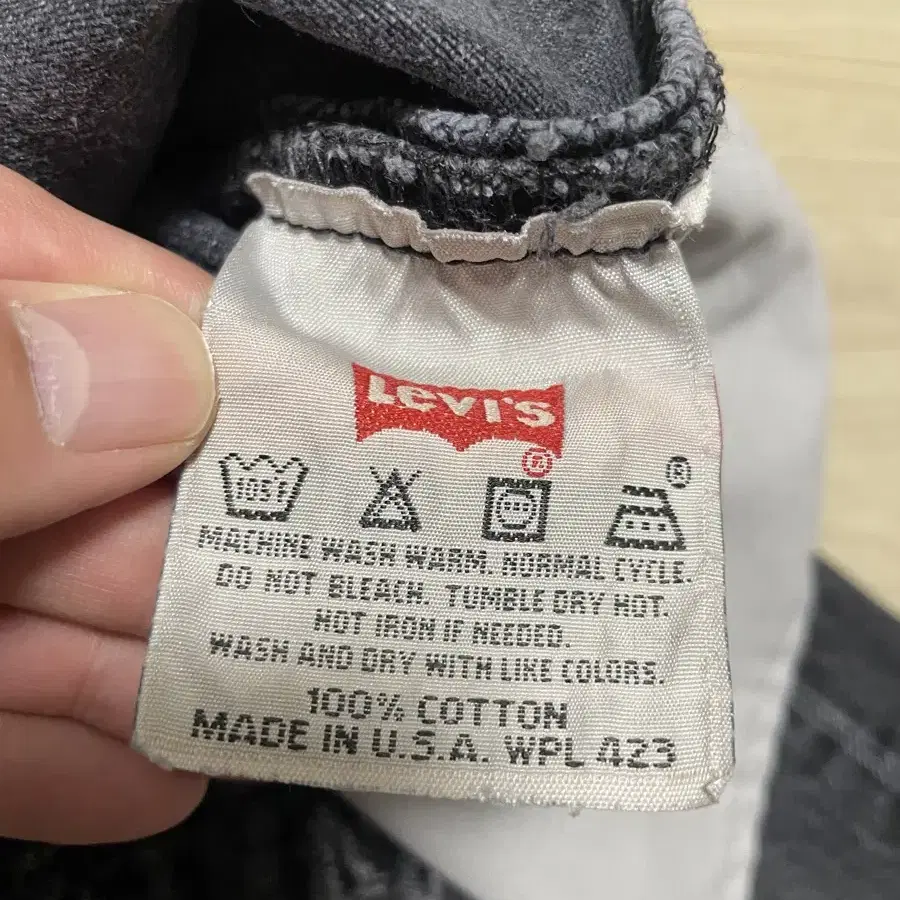 Levi's
®
105F
®
MACHINE WASH WARM. NORMAL CYCLE.
DO NOT BLEACH. TUMBLE DRY HOT.
HOT IRON IF NEEDED.
WASH AND DRY WITH LIKE COLORS.
100% COTTON
MADE IN U.S.A. WPL 423